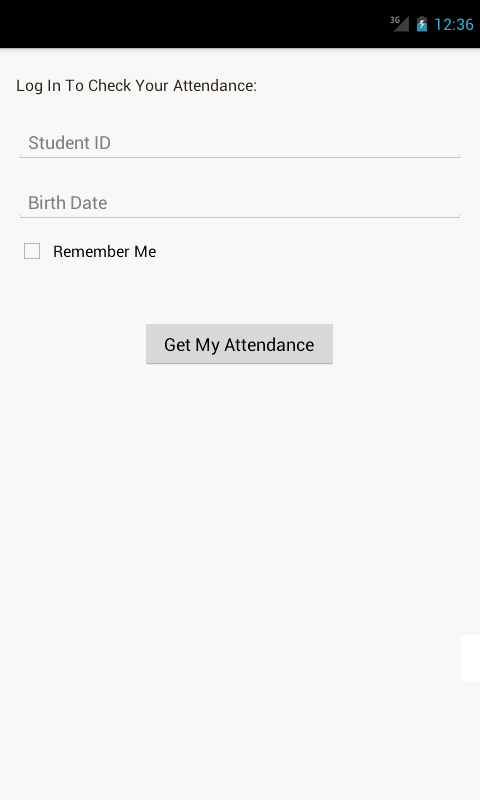 3G 12:36
Log In To Check Your Attendance:
Student ID
Birth Date
Remember Me
Get My Attendance